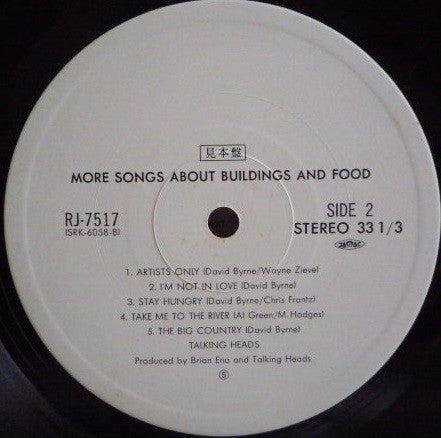 見本盤
MORE SONGS ABOUT BUILDINGS AND FOOD
RJ-7517
(SRK-6058-B)
SIDE 2
STEREO 33 1/3
1. ARTISTS ONLY (David Byrne/Wayne Zieve)
2. I'M NOT IN LOVE (David Byrne)
3. STAY HUNGRY (David Byrne/Chris Frantz)
4. TAKE ME TO THE RIVER (Al Green/M. Hodges)
5. THE BIG COUNTRY (David Byrne)
TALKING HEADS
Produced by Brian Eno and Talking Heads
Ⓢ